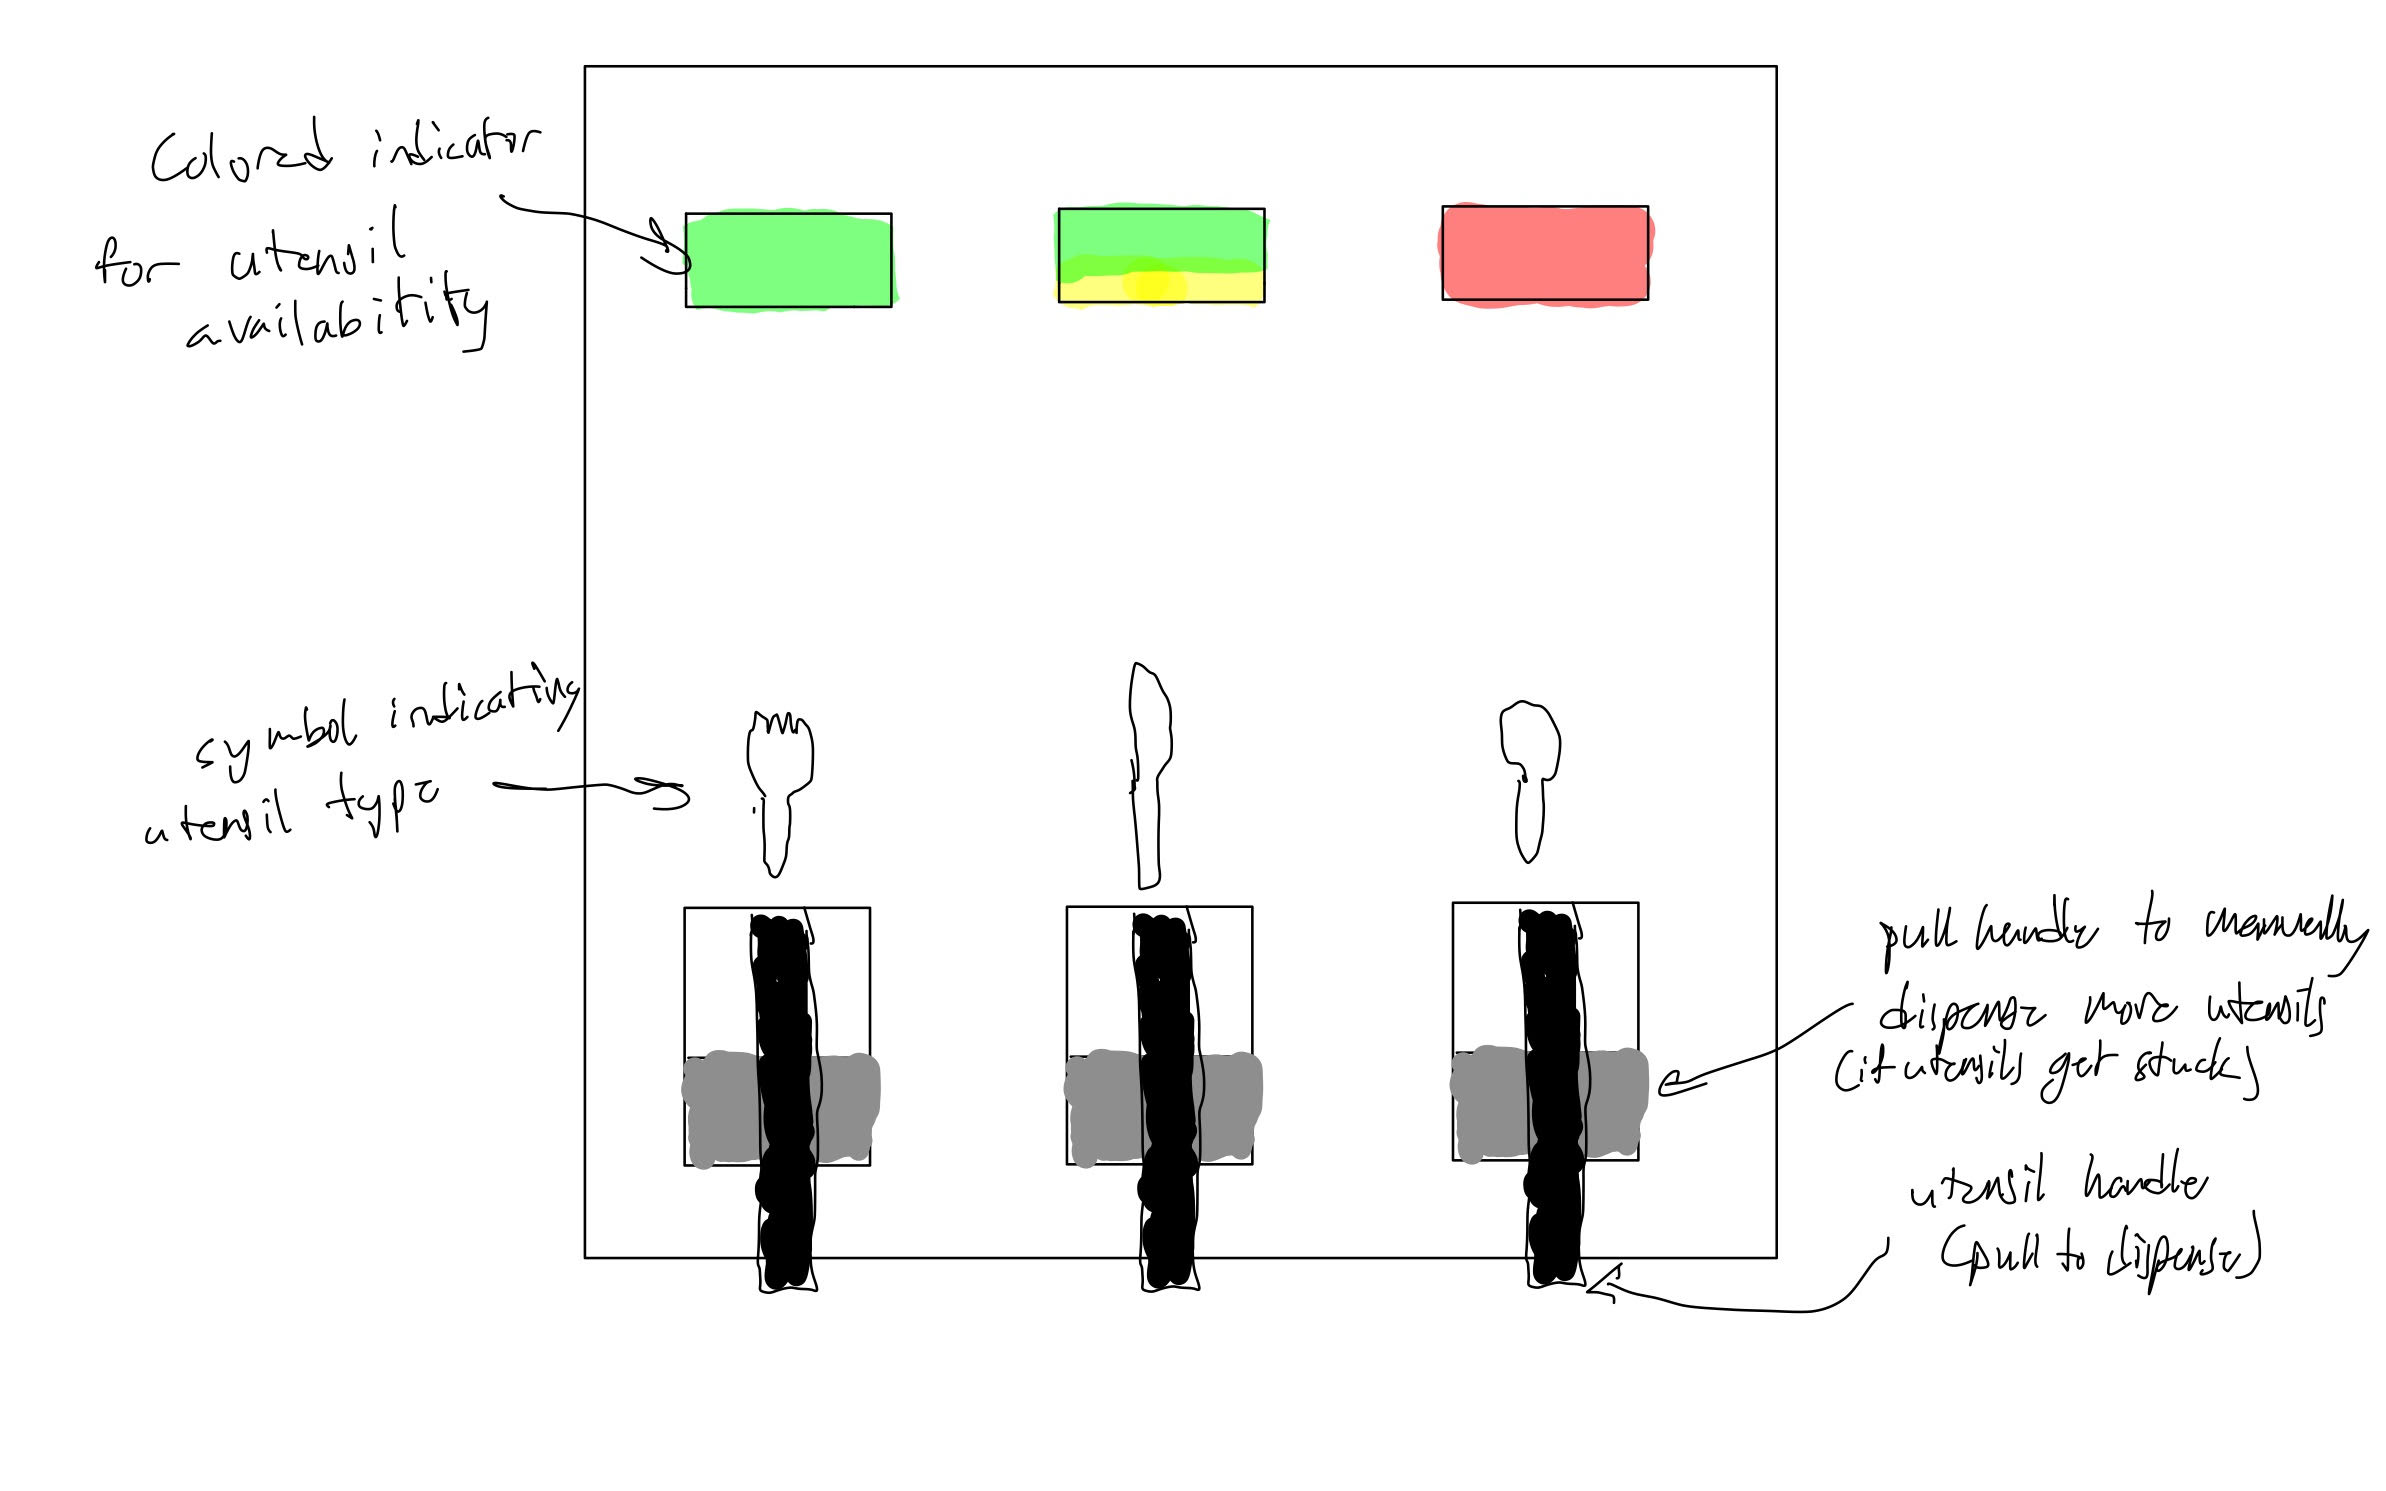 Colored indicator
for utensil
availability
symbol indicating
utensil type
pull handle to manually
dispense more utensils
(if utensils get stuck)
utensil handle
(pull to dispense)